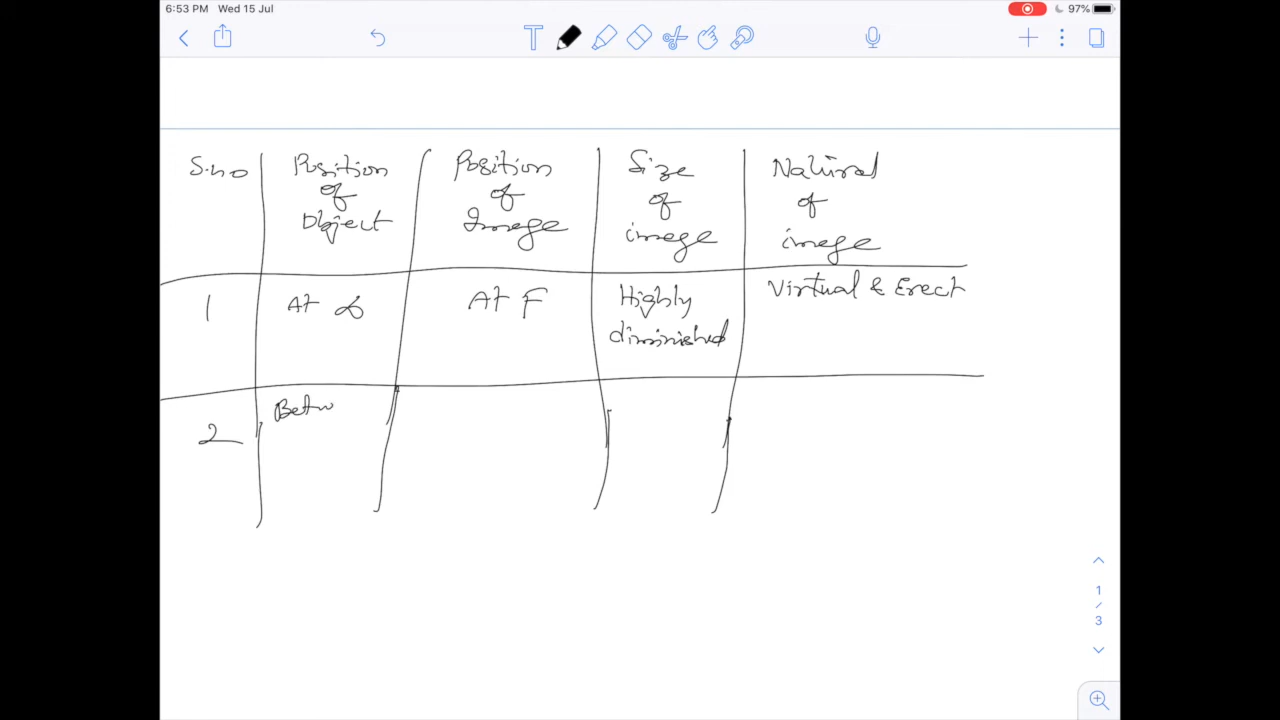 6:53 PM Wed 15 Jul
97%
S.no
Position
of
Object
Position
of
Image
Size
of
image
Natural
of
image
1
At ∞
At F
Highly
diminished
Virtual & Erect
2
Betw
1
/
3